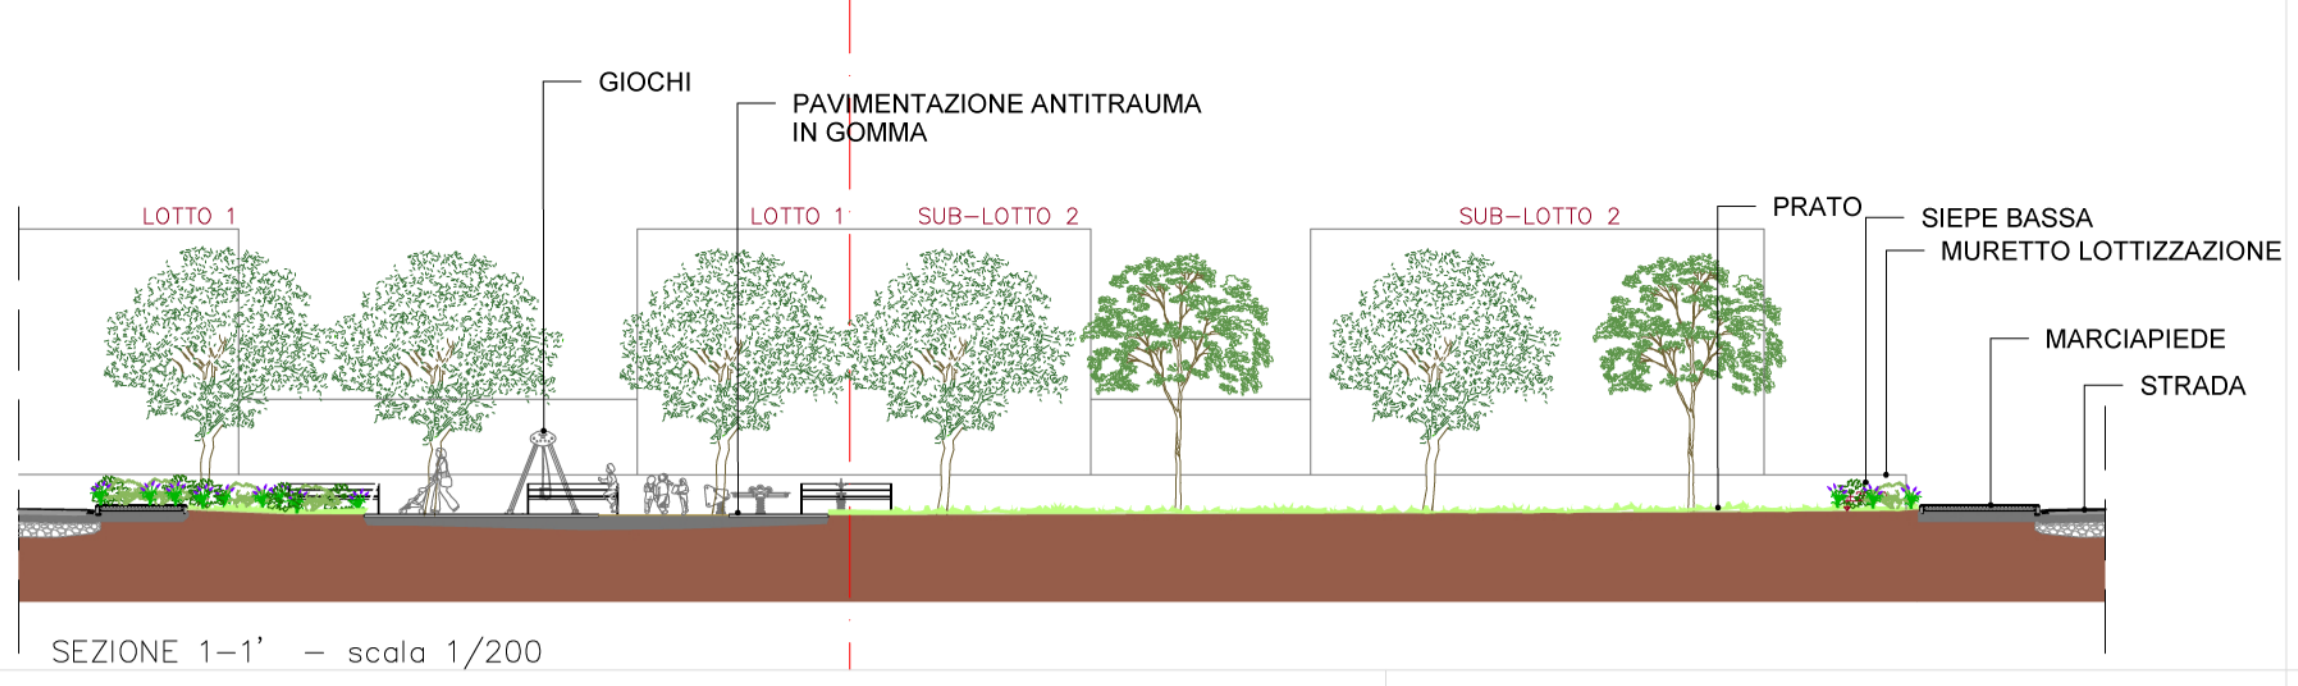 GIOCHI
PAVIMENTAZIONE ANTITRAUMA
IN GOMMA
LOTTO 1
LOTTO 1
SUB-LOTTO 2
SUB-LOTTO 2
PRATO
SIEPE BASSA
MURETTO LOTTIZZAZIONE
MARCIAPIEDE
STRADA
SEZIONE 1-1' - scala 1/200